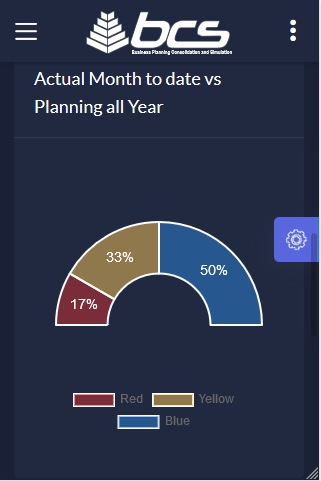 bcs
Business Planning Consolidation and Simulation
Actual Month to date vs
Planning all Year
33%
50%
17%
Red
Yellow
Blue